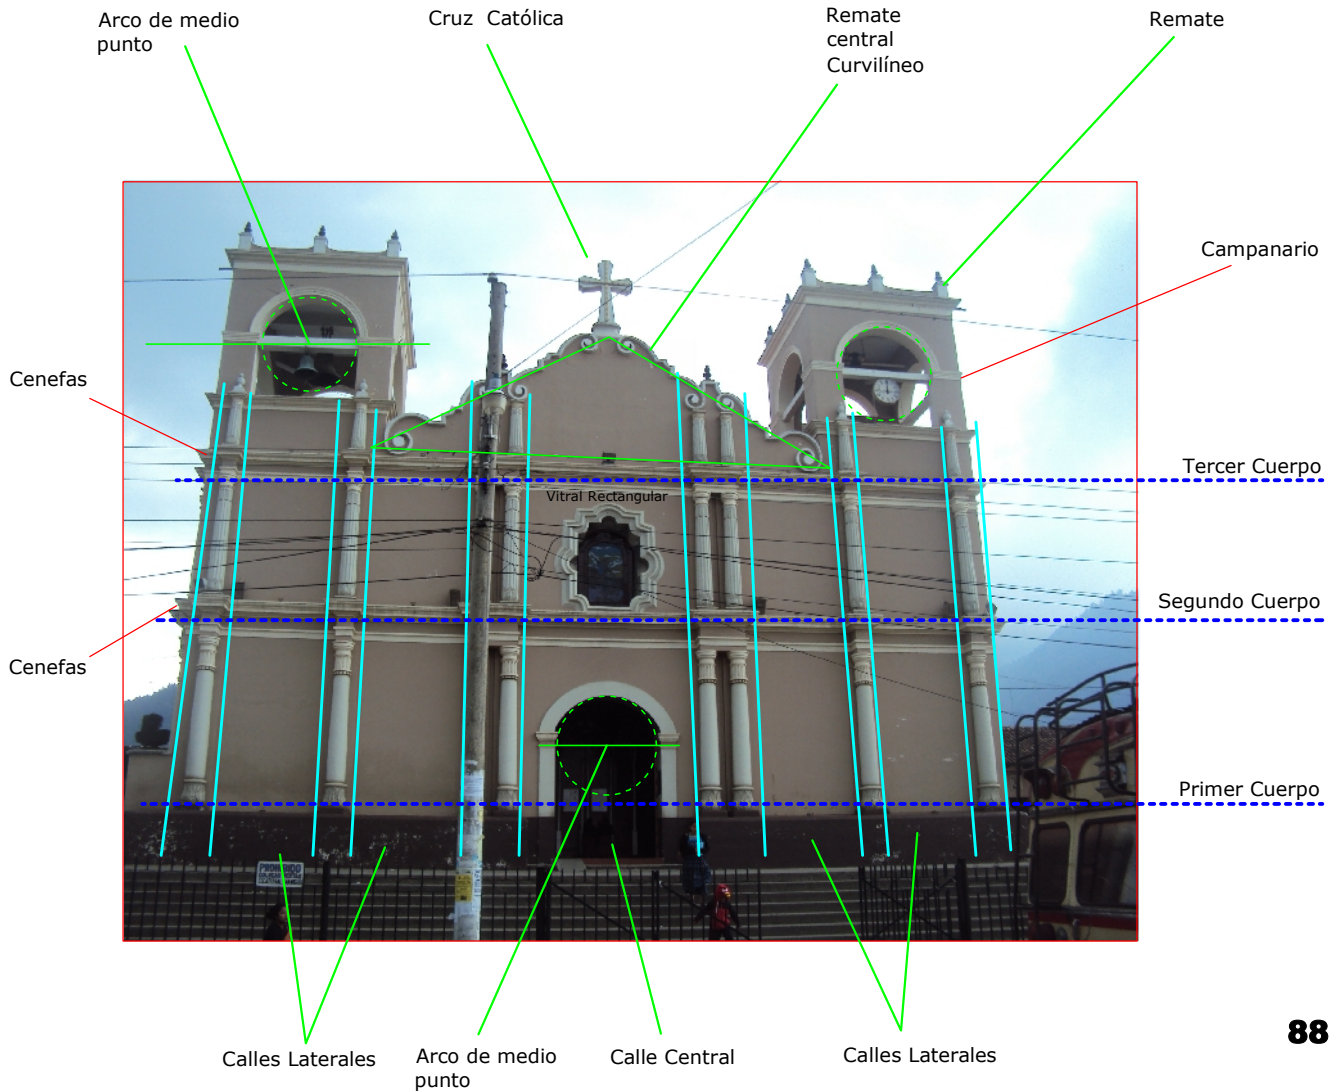 Arco de medio
punto
Cruz Católica
Remate
central
Curvilíneo
Remate
Campanario
Cenefas
Tercer Cuerpo
Vitral Rectangular
Segundo Cuerpo
Cenefas
Primer Cuerpo
PROHIBIDO
Calles Laterales
Arco de medio
punto
Calle Central
Calles Laterales
88